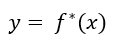 y = f*(x)